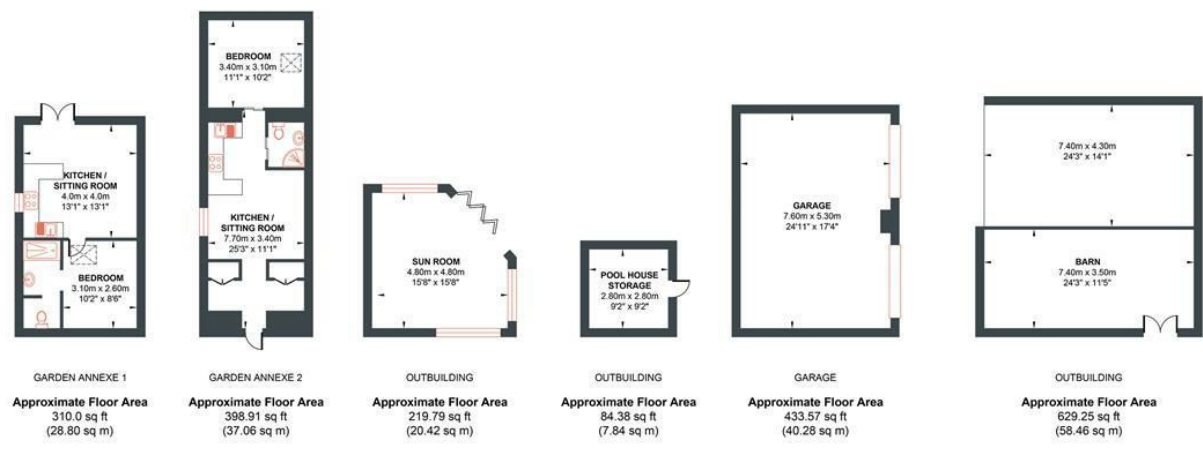 KITCHEN /
SITTING ROOM
4.0m x 4.0m
13'1" x 13'1"
BEDROOM
3.10m x 2.60m
10'2" x 8'6"
GARDEN ANNEXE 1
Approximate Floor Area
310.0 sq ft
(28.80 sq m)
BEDROOM
3.40m x 3.10m
11'1" x 10'2"
KITCHEN /
SITTING ROOM
7.70m x 3.40m
25'3" x 11'1"
GARDEN ANNEXE 2
Approximate Floor Area
398.91 sq ft
(37.06 sq m)
SUN ROOM
4.80m x 4.80m
15'8" x 15'8"
OUTBUILDING
Approximate Floor Area
219.79 sq ft
(20.42 sq m)
POOL HOUSE
STORAGE
2.80m x 2.80m
9'2" x 9'2"
OUTBUILDING
Approximate Floor Area
84.38 sq ft
(7.84 sq m)
GARAGE
7.60m x 5.30m
24'11" x 17'4"
GARAGE
Approximate Floor Area
433.57 sq ft
(40.28 sq m)
7.40m x 4.30m
24'3" x 14'1"
BARN
7.40m x 3.50m
24'3" x 11'5"
OUTBUILDING
Approximate Floor Area
629.25 sq ft
(58.46 sq m)